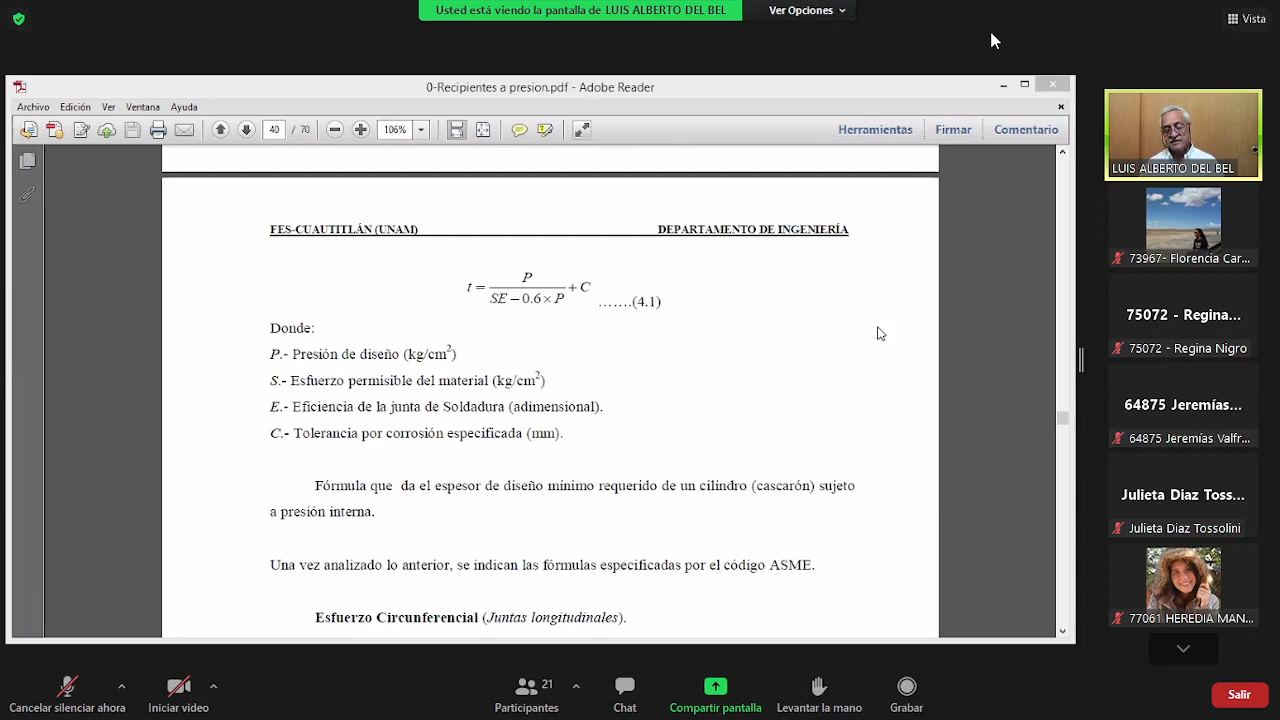 Usted está viendo la pantalla de LUIS ALBERTO DEL BEL
Ver Opciones
Vista
0-Recipientes a presion.pdf - Adobe Reader
Archivo Edición Ver Ventana Ayuda
40 / 70 106% Herramientas Firmar Comentario
FES-CUAUTITLÁN (UNAM) DEPARTAMENTO DE INGENIERÍA
t = P / (SE − 0.6 × P) + C .......(4.1)
Donde:
P.- Presión de diseño (kg/cm²)
S.- Esfuerzo permisible del material (kg/cm²)
E.- Eficiencia de la junta de Soldadura (adimensional).
C.- Tolerancia por corrosión especificada (mm).
Fórmula que da el espesor de diseño mínimo requerido de un cilindro (cascarón) sujeto
a presión interna.
Una vez analizado lo anterior, se indican las fórmulas especificadas por el código ASME.
Esfuerzo Circunferencial (Juntas longitudinales).
LUIS ALBERTO DEL BEL
73967- Florencia Car...
75072 - Regina...
75072 - Regina Nigro
64875 Jeremías...
64875 Jeremías Valfr...
Julieta Diaz Toss...
Julieta Diaz Tossolini
77061 HEREDIA MAN...
Cancelar silenciar ahora
Iniciar video
21
Participantes
Chat
Compartir pantalla
Levantar la mano
Grabar
Salir